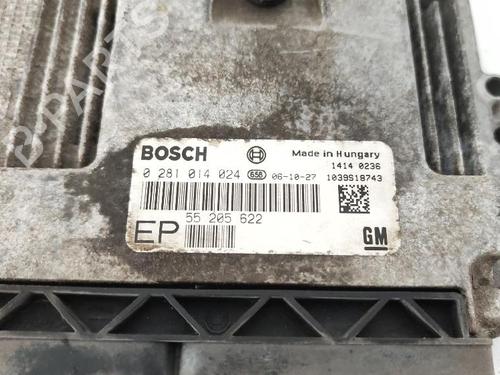 BOSCH Made in Hungary
1414 0236
0 281 014 024 658 06-10-27 1039S18743
55 205 622
EP GM
B-PARTS